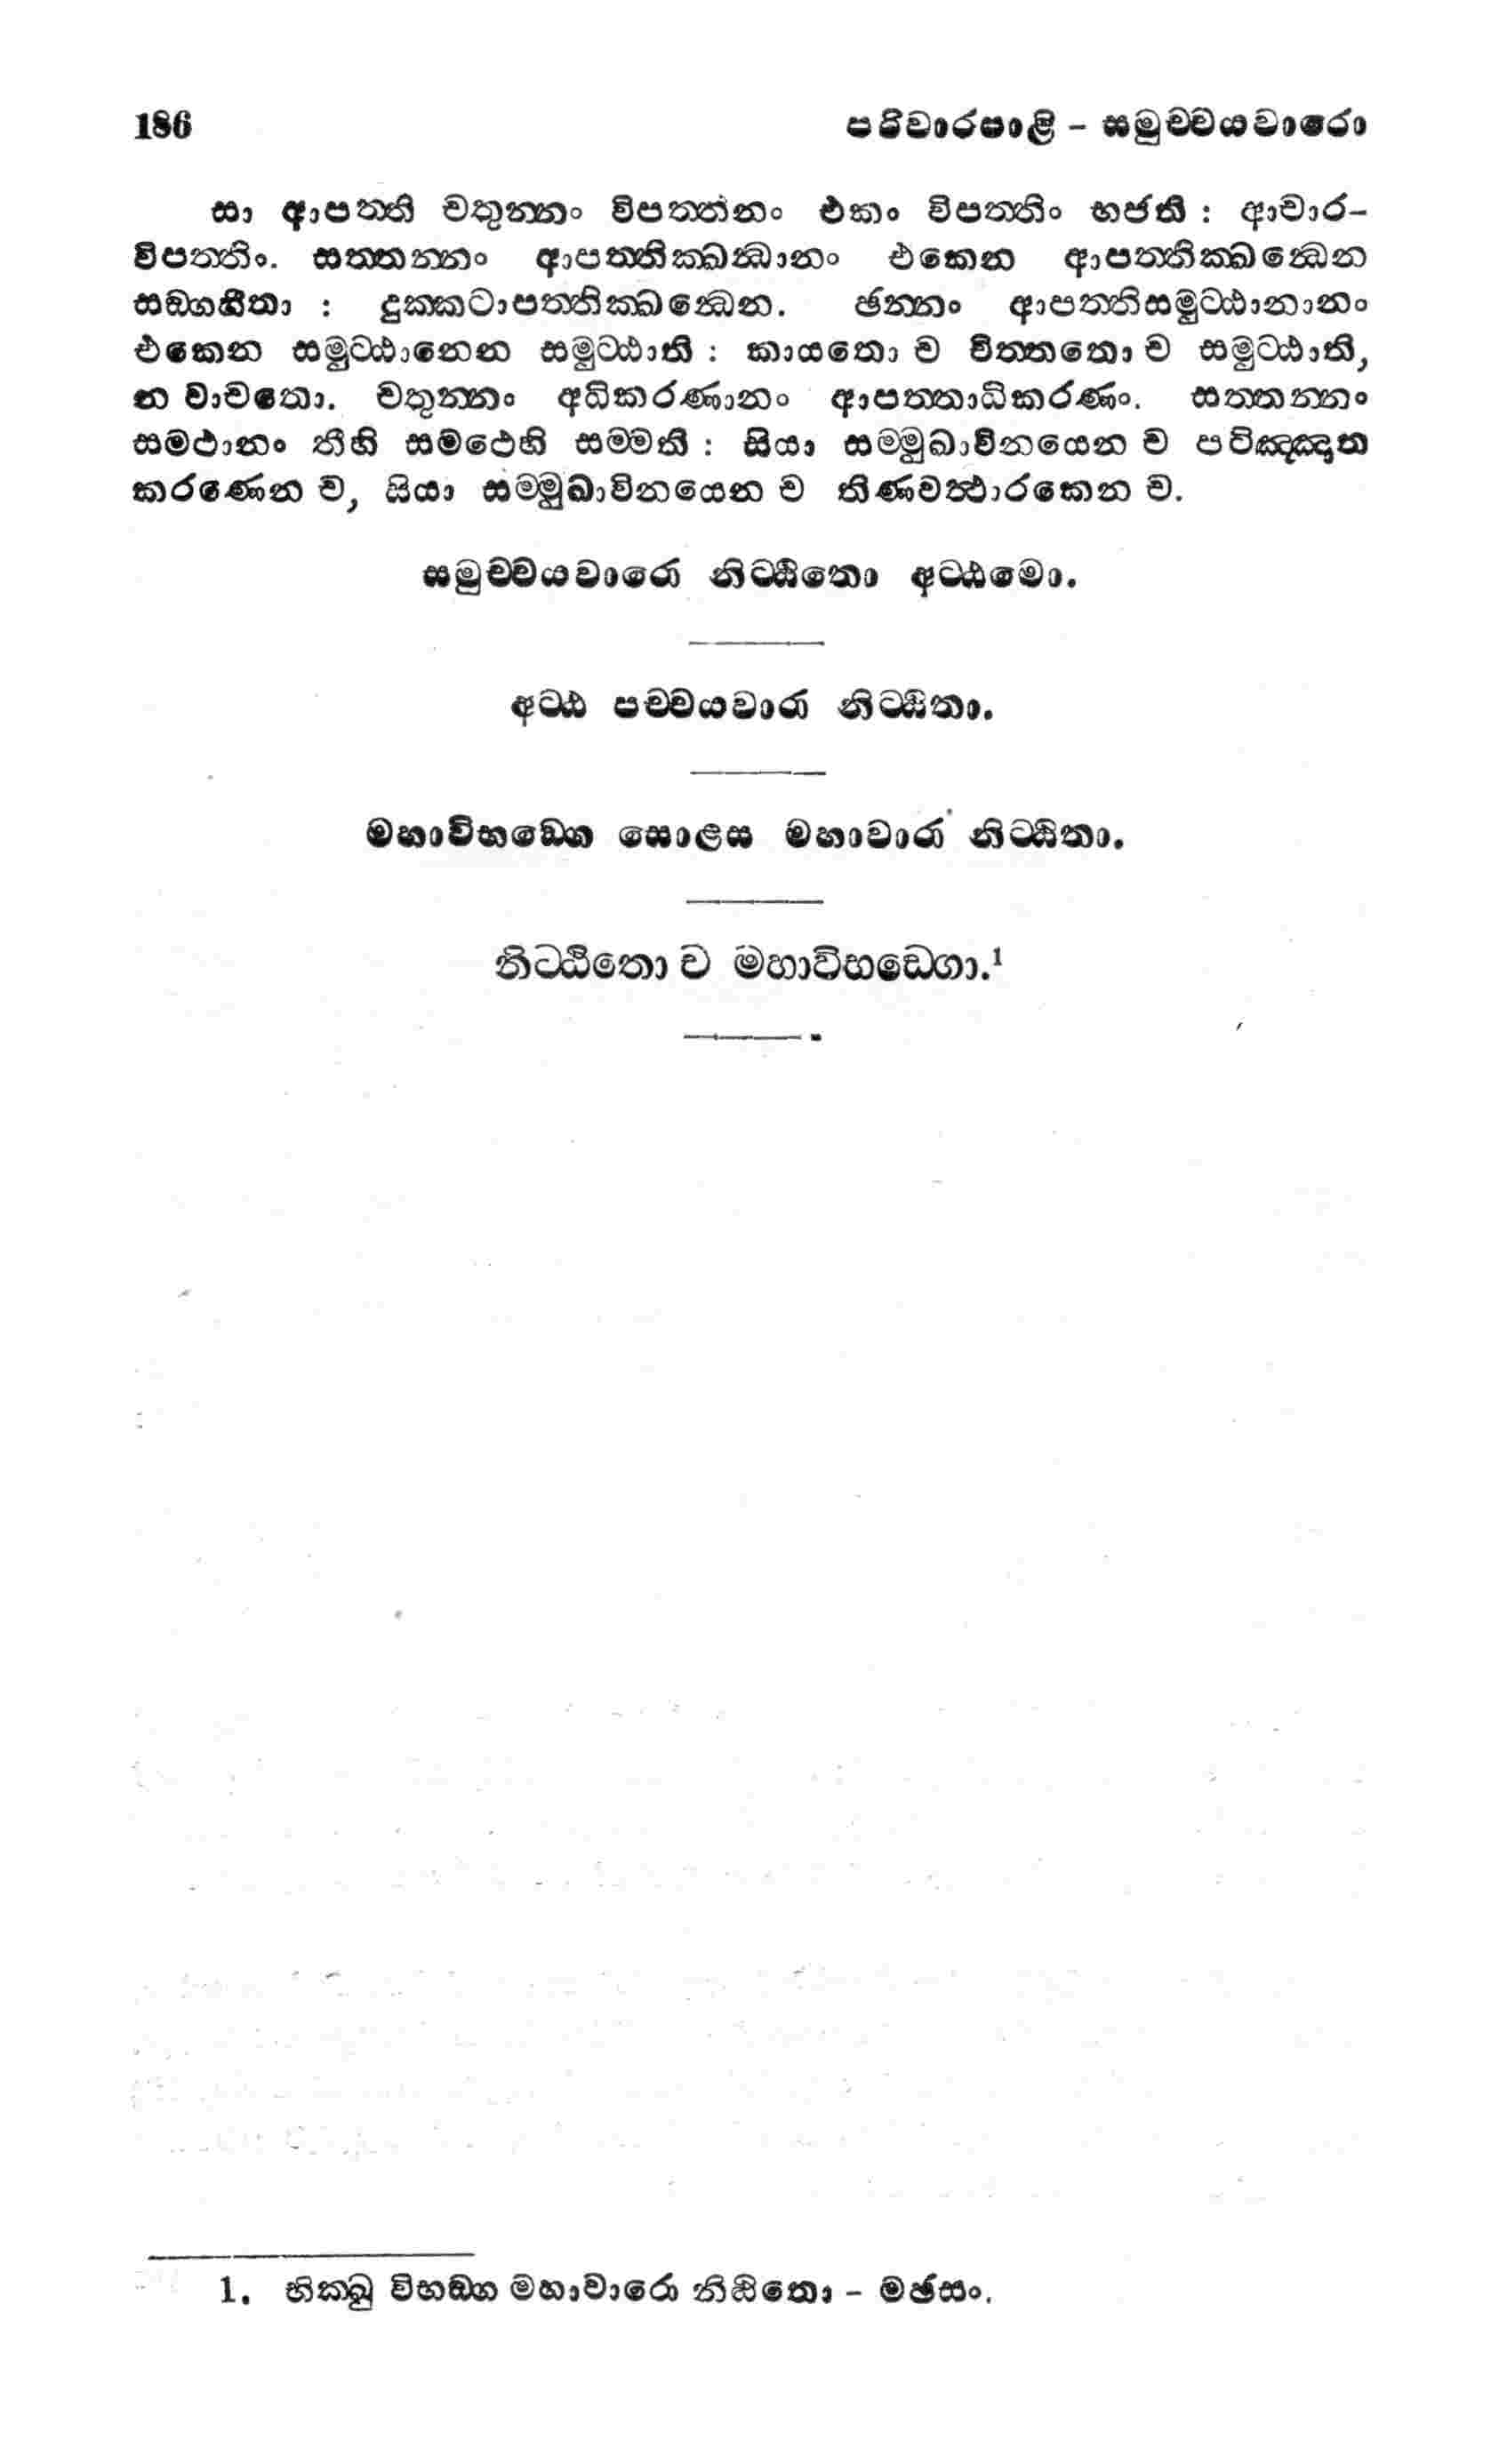 186 පරිවාරපාළි - සමුච්චයවාරො
සා ආපත්ති චතුන්නං විපත්තීනං එකං විපත්තිං භජති : ආචාර-
විපත්තිං. සත්තන්නං ආපත්තික්ඛන්ධානං එකෙන ආපත්තික්ඛන්ධෙන
සඞ්ගහිතා : දුක්කටාපත්තික්ඛන්ධෙන. ඡන්නං ආපත්තිසමුට්ඨානානං
එකෙන සමුට්ඨානෙන සමුට්ඨාති : කායතො ච චිත්තතො ච සමුට්ඨාති,
න වාචතො. චතුන්නං අධිකරණානං ආපත්තාධිකරණං. සත්තන්නං
සමථානං තීහි සමථෙහි සම්මති : සියා සම්මුඛාවිනයෙන ච පටිඤ්ඤාත
කරණෙන ච, සියා සම්මුඛාවිනයෙන ච තිණවත්ථාරකෙන ච.
සමුච්චයවාරො නිට්ඨිතො අට්ඨමො.
අට්ඨ පච්චයවාරා නිට්ඨිතා.
මහාවිභඞ්ගෙ සොළස මහාවාරා නිට්ඨිතා.
නිට්ඨිතො ච මහාවිභඞ්ගො.¹
1. භික්ඛු විභඞ්ග මහාවාරො නිට්ඨිතො - මඡසං.